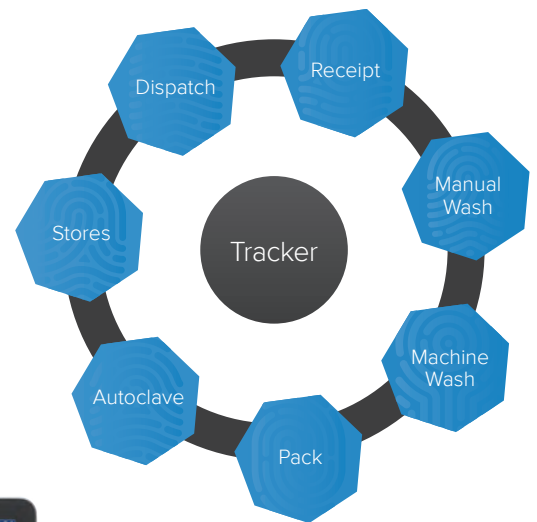 Receipt
Dispatch
Manual
Wash
Stores
Tracker
Machine
Wash
Autoclave
Pack